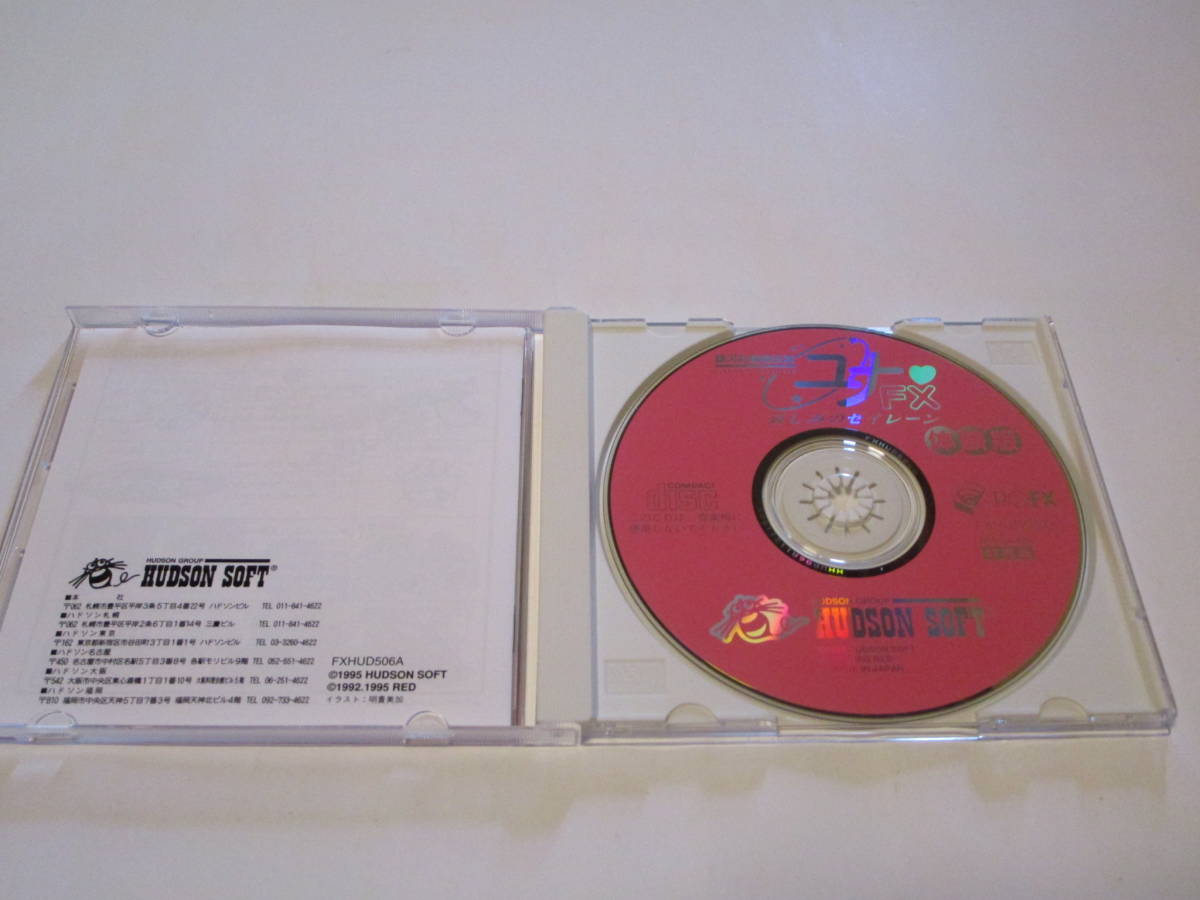 HUDSON GROUP
HUDSON SOFT®
■本 社
〒062 札幌市豊平区平岸3条5丁目4番22号 ハドソンビル TEL 011-841-4622
■ハドソン札幌
〒062 札幌市豊平区平岸2条6丁目1番14号 三慶ビル TEL 011-841-4622
■ハドソン東京
〒162 東京都新宿区市谷田町3丁目1番1号 ハドソンビル TEL 03-3260-4622
■ハドソン名古屋
〒450 名古屋市中村区名駅5丁目3番8号 名駅モリビル9階 TEL 052-551-4622
■ハドソン大阪
〒542 大阪市中央区東心斎橋1丁目1番10号 TEL 06-251-4622
■ハドソン福岡
〒810 福岡市中央区天神5丁目7番3号 福岡天神北ビル4階 TEL 092-733-4622
FXHUD506A
©1995 HUDSON SOFT
©1992.1995 RED
イラスト:明貴美加
ユナ
FX
セイレーン
COMPACT
disc
PC-FX
HUDSON GROUP
HUDSON SOFT